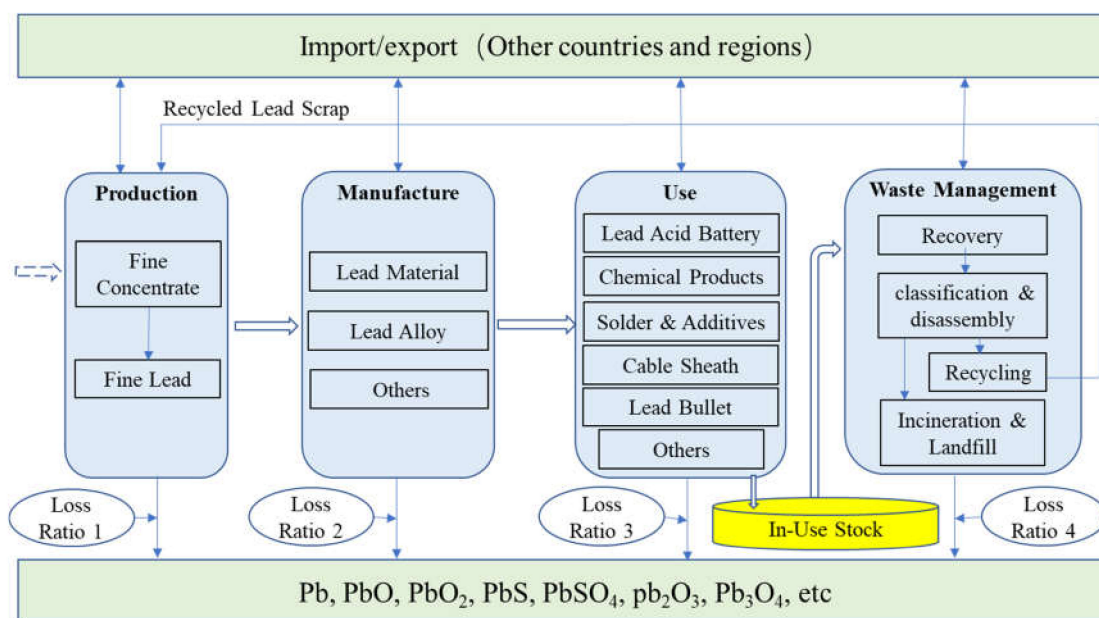 Import/export (Other countries and regions)
Recycled Lead Scrap
Production
Fine
Concentrate
Fine Lead
Manufacture
Lead Material
Lead Alloy
Others
Use
Lead Acid Battery
Chemical Products
Solder & Additives
Cable Sheath
Lead Bullet
Others
Waste Management
Recovery
classification &
disassembly
Recycling
Incineration &
Landfill
Loss
Ratio 1
Loss
Ratio 2
Loss
Ratio 3
In-Use Stock
Loss
Ratio 4
Pb, PbO, PbO₂, PbS, PbSO₄, pb₂O₃, Pb₃O₄, etc